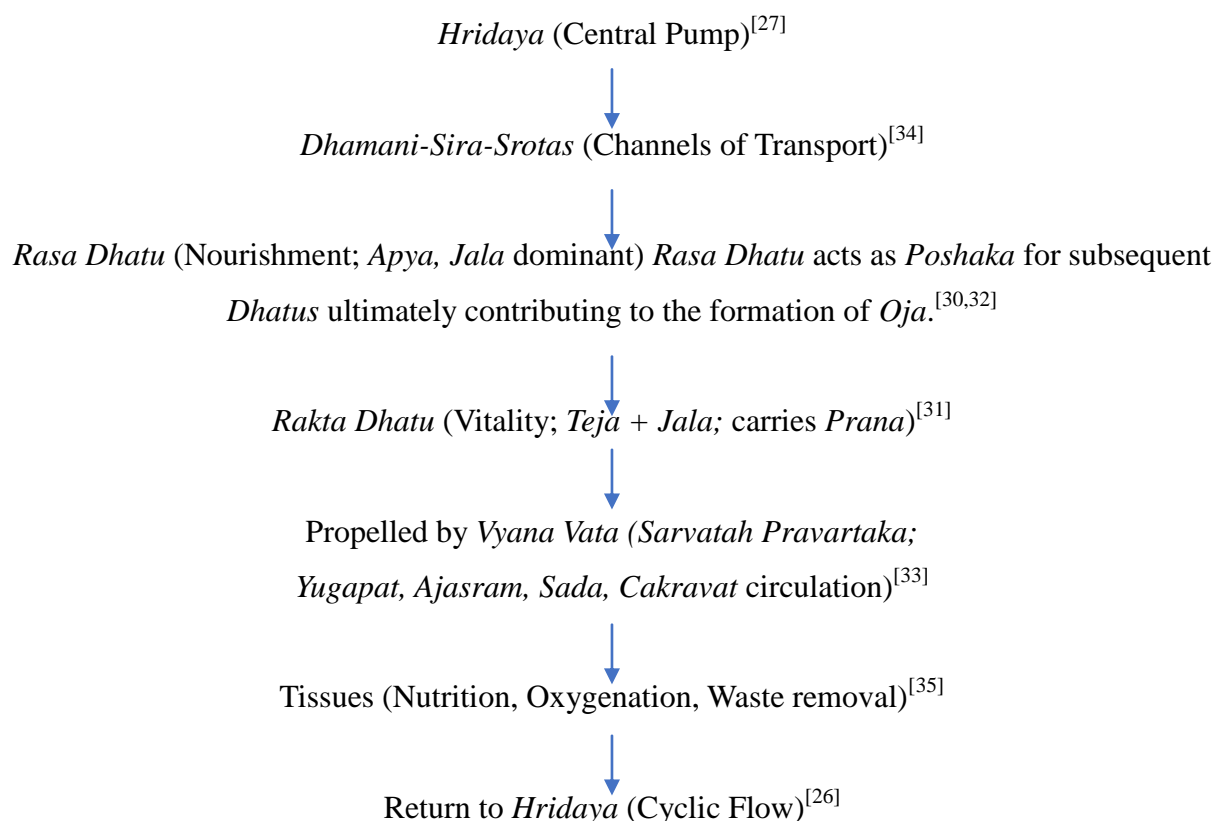 Hridaya (Central Pump)[27]
Dhamani-Sira-Srotas (Channels of Transport)[34]
Rasa Dhatu (Nourishment; Apya, Jala dominant) Rasa Dhatu acts as Poshaka for subsequent
Dhatus ultimately contributing to the formation of Oja.[30,32]
Rakta Dhatu (Vitality; Teja + Jala; carries Prana)[31]
Propelled by Vyana Vata (Sarvatah Pravartaka;
Yugapat, Ajasram, Sada, Cakravat circulation)[33]
Tissues (Nutrition, Oxygenation, Waste removal)[35]
Return to Hridaya (Cyclic Flow)[26]